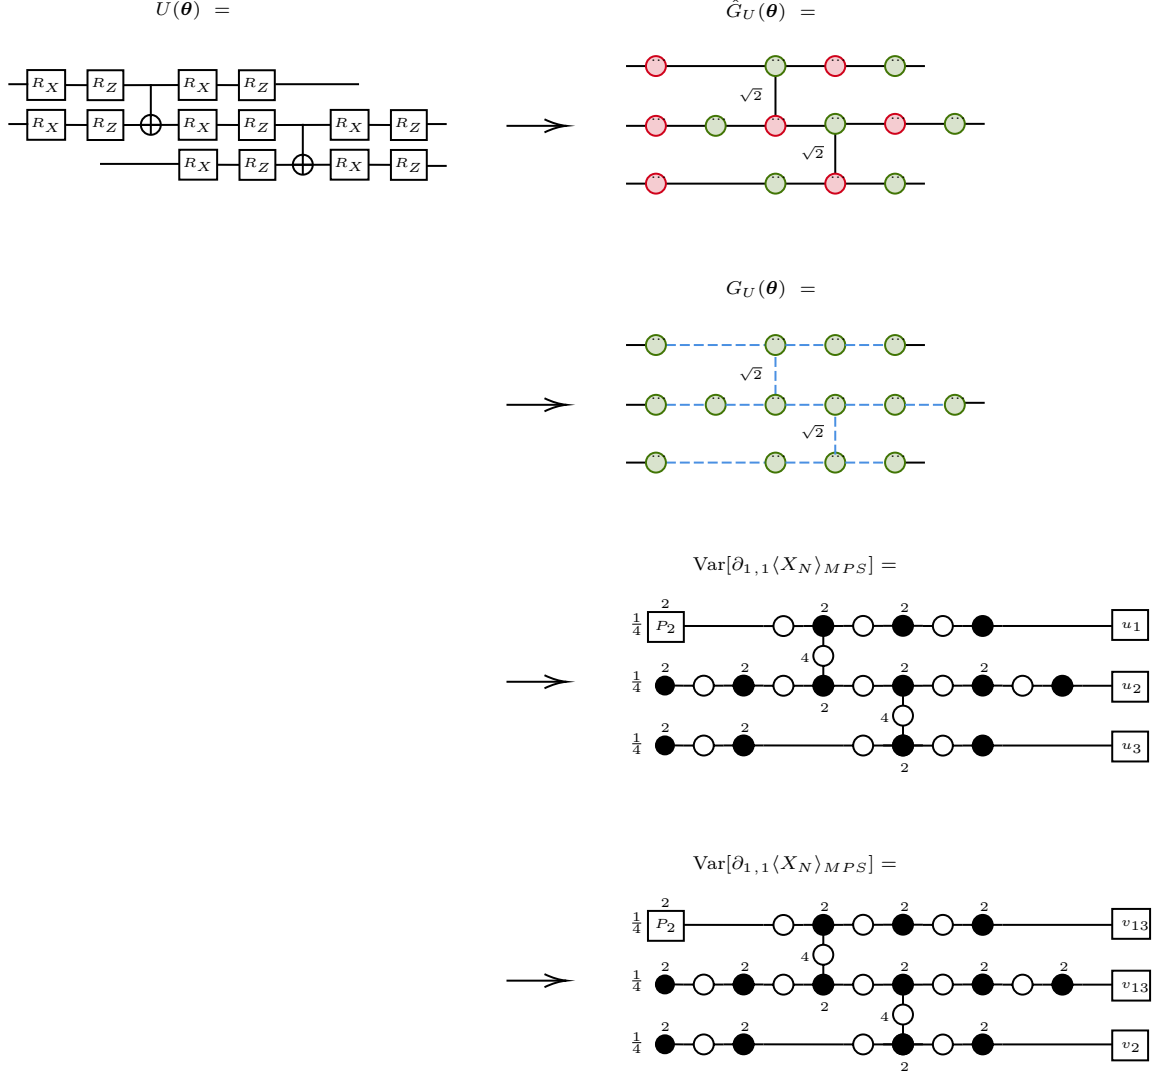 U(θ) =
Ĝ_U(θ) =
R_X R_Z R_X R_Z
√2
R_X R_Z R_X R_Z R_X R_Z
√2
R_X R_Z R_X R_Z
G_U(θ) =
√2
√2
Var[∂_{1,1}⟨X_N⟩_{MPS}] =
2 2 2
1/4 P_2 u_1
4
2 2 2 2
1/4 u_2
2
4
2 2
1/4 u_3
2
Var[∂_{1,1}⟨X_N⟩_{MPS}] =
2 2 2 2
1/4 P_2 v_{13}
4
2 2 2 2 2
1/4 v_{13}
2
4
2 2 2
1/4 v_2
2